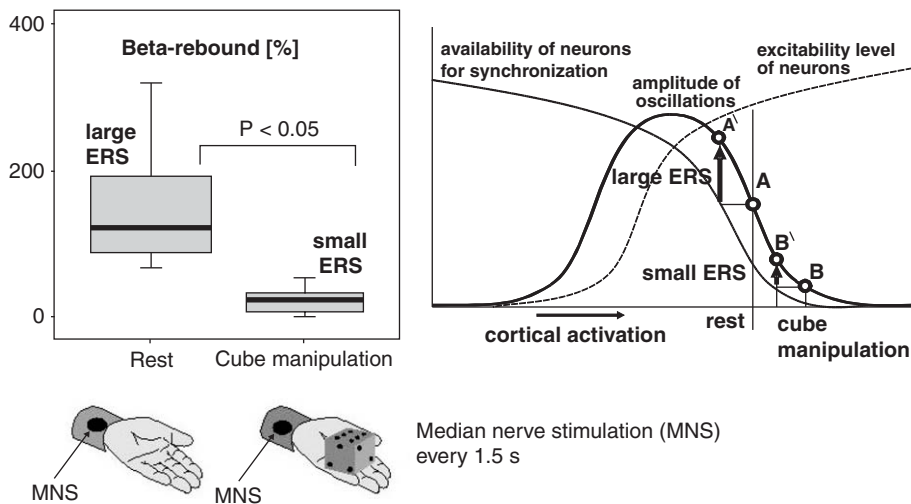 400
200
0
Beta-rebound [%]
large
ERS
P < 0.05
small
ERS
Rest
Cube manipulation
availability of neurons
for synchronization
excitability level
of neurons
amplitude of
oscillations
A\
large ERS
A
B\
small ERS
B
cortical activation
rest
cube
manipulation
MNS
MNS
Median nerve stimulation (MNS)
every 1.5 s